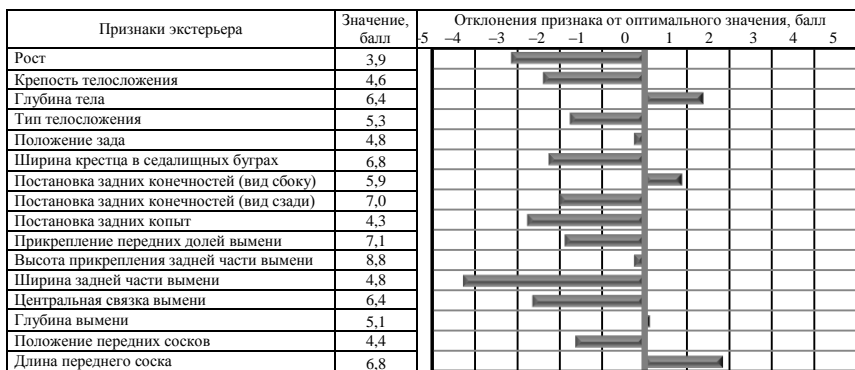 Признаки экстерьера Значение, балл Отклонения признака от оптимального значения, балл
-5 –4 –3 –2 –1 0 1 2 3 4 5
Рост 3,9
Крепость телосложения 4,6
Глубина тела 6,4
Тип телосложения 5,3
Положение зада 4,8
Ширина крестца в седалищных буграх 6,8
Постановка задних конечностей (вид сбоку) 5,9
Постановка задних конечностей (вид сзади) 7,0
Постановка задних копыт 4,3
Прикрепление передних долей вымени 7,1
Высота прикрепления задней части вымени 8,8
Ширина задней части вымени 4,8
Центральная связка вымени 6,4
Глубина вымени 5,1
Положение передних сосков 4,4
Длина переднего соска 6,8